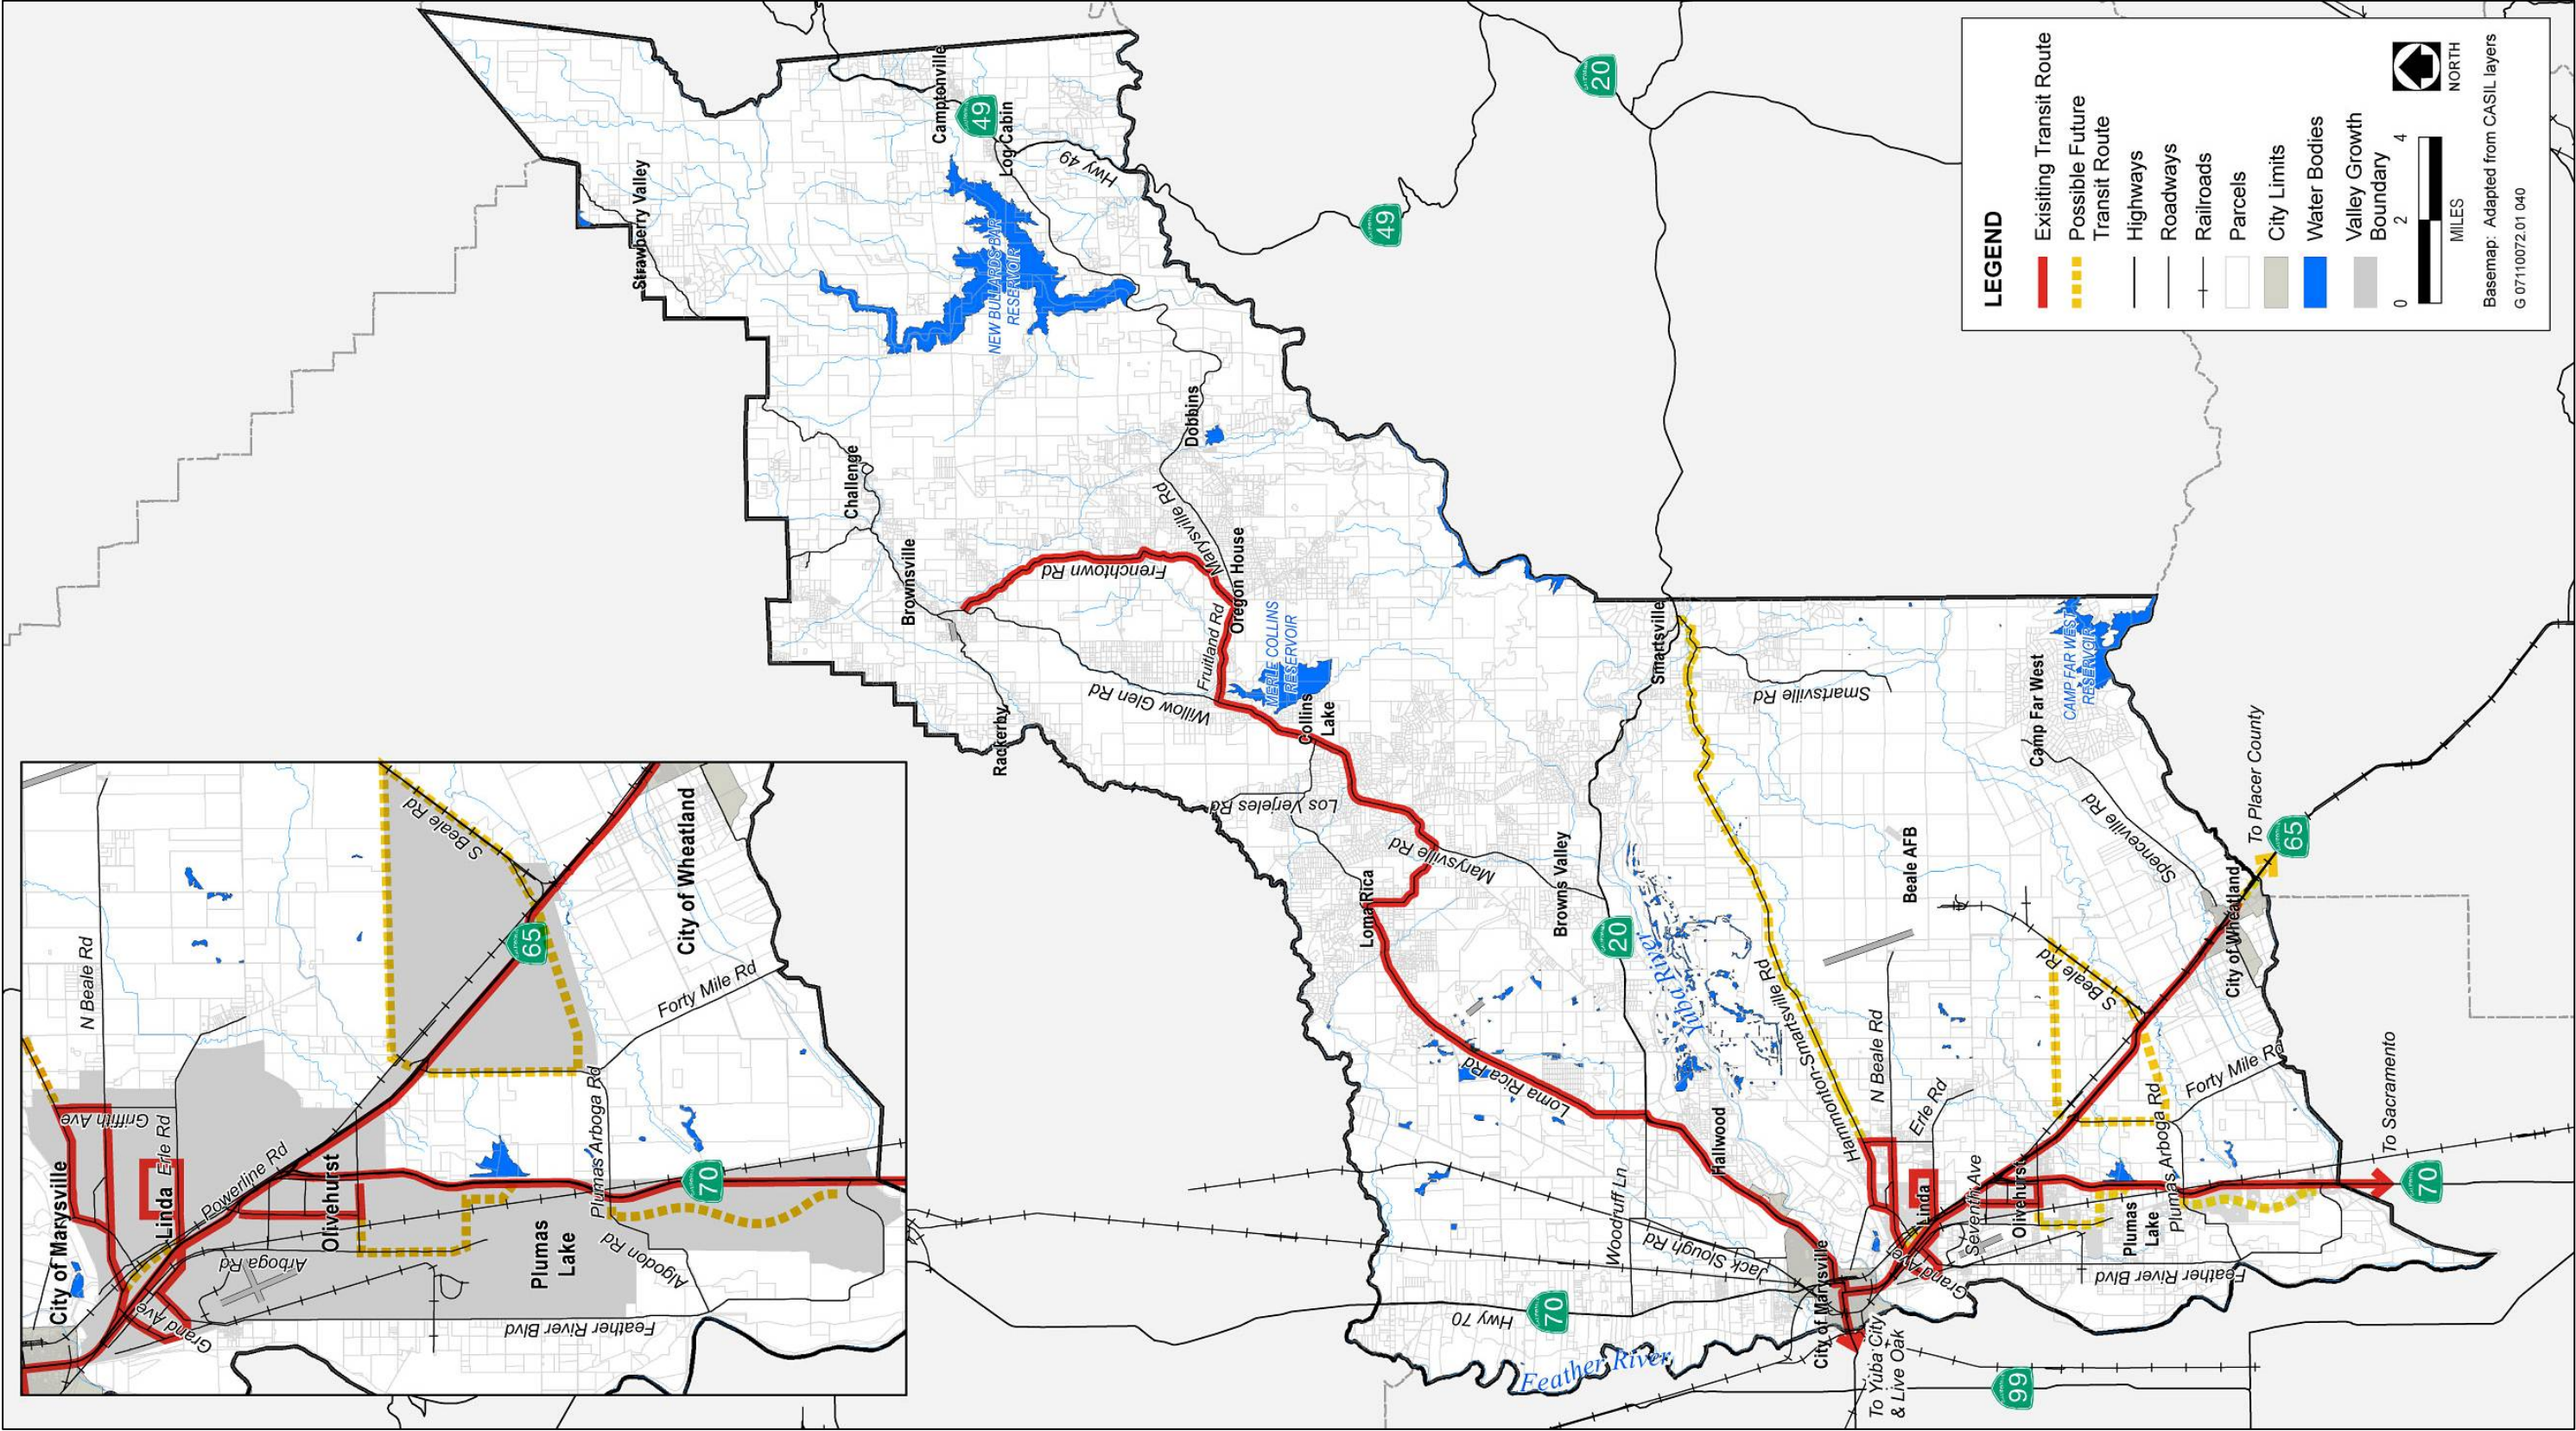 Strawberry Valley
Camptonville
49
Log Cabin
Hwy 49
NEW BULLARDS BAR
RESERVOIR
49
20
Challenge
Dobbins
Brownsville
Frenchtown Rd
Marysville Rd
Oregon House
Fruitland Rd
MERLE COLLINS
RESERVOIR
Willow Glen Rd
Rackerby
Collins
Lake
Los Verjeles Rd
Marysville Rd
Loma Rica
Loma Rica Rd
Browns Valley
20
Yuba River
Smartsville
Smartsville Rd
Hammonton-Smartsville Rd
Camp Far West
CAMP FAR WEST
RESERVOIR
Spenceville Rd
Beale AFB
To Placer County
65
City of Wheatland
S Beale Rd
Forty Mile Rd
N Beale Rd
Erle Rd
Hallwood
Woodruff Ln
Jack Slough Rd
Hwy 70
70
Feather River
City of Marysville
To Yuba City
& Live Oak
99
Linda
Grand Ave
Seventh Ave
Olivehurst
Plumas
Lake
Plumas Arboga Rd
Feather River Blvd
To Sacramento
70
City of Marysville
N Beale Rd
Griffith Ave
Linda
Erle Rd
Powerline Rd
Grand Ave
Arboga Rd
Olivehurst
S Beale Rd
65
City of Wheatland
Forty Mile Rd
Plumas Arboga Rd
70
Plumas
Lake
Algodon Rd
Feather River Blvd
LEGEND
Exisiting Transit Route
Possible Future
Transit Route
Highways
Roadways
Railroads
Parcels
City Limits
Water Bodies
Valley Growth
Boundary
0 2 4
MILES
NORTH
Basemap: Adapted from CASIL layers
G 07110072.01 040